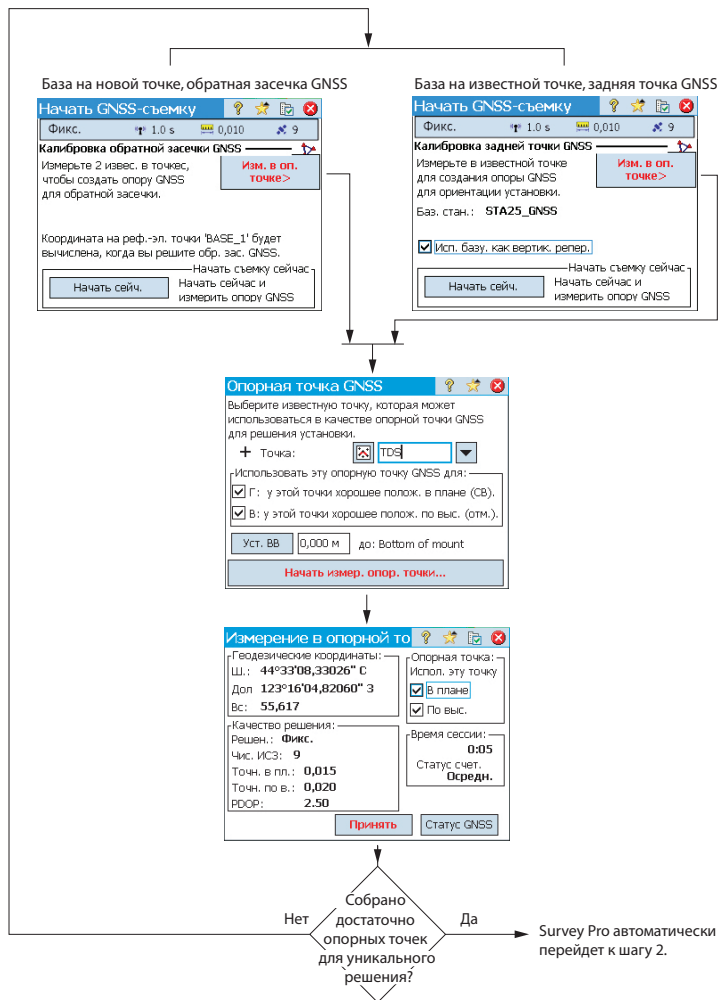 База на новой точке, обратная засечка GNSS
Начать GNSS-съемку
Фикс. 1.0 s 0,010 9
Калибровка обратной засечки GNSS
Измерьте 2 извес. в точкес,
чтобы создать опору GNSS
для обратной засечки.
Изм. в оп.
точке>
Координата на реф.-эл. точки 'BASE_1' будет
вычислена, когда вы решите обр. зас. GNSS.
Начать съемку сейчас
Начать сейч.
Начать сейчас и
измерить опору GNSS
База на известной точке, задняя точка GNSS
Начать GNSS-съемку
Фикс. 1.0 s 0,010 9
Калибровка задней точки GNSS
Измерьте в известной точке
для создания опоры GNSS
для ориентации установки.
Изм. в оп.
точке>
Баз. стан.: STA25_GNSS
Исп. базу. как вертик. репер.
Начать съемку сейчас
Начать сейч.
Начать сейчас и
измерить опору GNSS
Опорная точка GNSS
Выберите известную точку, которая может
использоваться в качестве опорной точки GNSS
для решения установки.
+ Точка: TDS
Использовать эту опорную точку GNSS для:
Г: у этой точки хорошее полож. в плане (СВ).
В: у этой точки хорошее полож. по выс. (отм.).
Уст. ВВ 0,000 м до: Bottom of mount
Начать измер. опор. точки...
Измерение в опорной то
Геодезические координаты:
Ш.: 44°33'08,33026" С
Дол 123°16'04,82060" З
Вс: 55,617
Опорная точка:
Испол. эту точку
В плане
По выс.
Качество решения:
Решен.: Фикс.
Чис. ИСЗ: 9
Точн. в пл.: 0,015
Точн. по в.: 0,020
PDOP: 2.50
Время сессии:
0:05
Статус счет.
Осредн.
Принять
Статус GNSS
Собрано
достаточно
опорных точек
для уникального
решения?
Нет
Да
Survey Pro автоматически
перейдет к шагу 2.